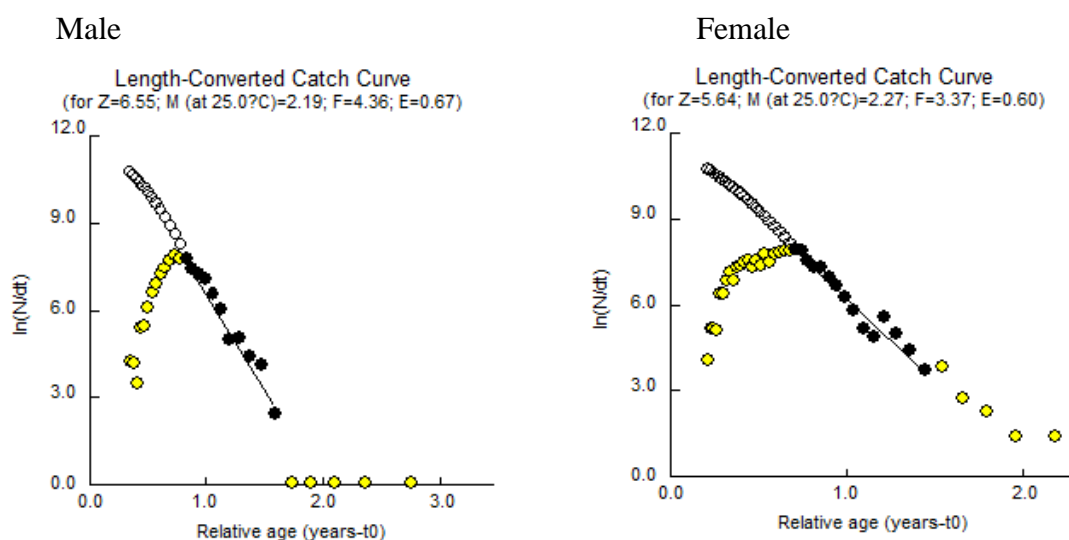 Male
Length-Converted Catch Curve
(for Z=6.55; M (at 25.0?C)=2.19; F=4.36; E=0.67)
12.0
9.0
6.0
3.0
0.0
ln(N/dt)
0.0 1.0 2.0 3.0
Relative age (years-t0)
Female
Length-Converted Catch Curve
(for Z=5.64; M (at 25.0?C)=2.27; F=3.37; E=0.60)
12.0
9.0
6.0
3.0
0.0
ln(N/dt)
0.0 1.0 2.0
Relative age (years-t0)